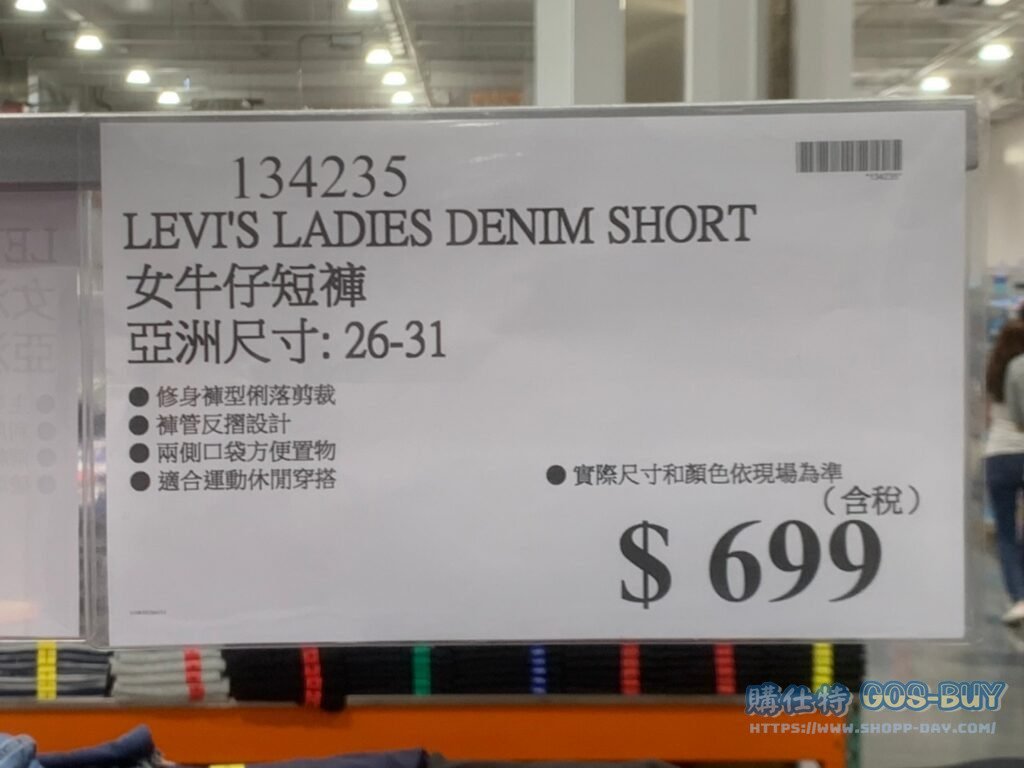 134235
"134235"
LEVI'S LADIES DENIM SHORT
女牛仔短褲
亞洲尺寸: 26-31
● 修身褲型俐落剪裁
● 褲管反摺設計
● 兩側口袋方便置物
● 適合運動休閒穿搭
● 實際尺寸和顏色依現場為準
（含稅）
$ 699
購仕特 GOS-BUY
HTTPS://WWW.SHOPP-DAY.COM/